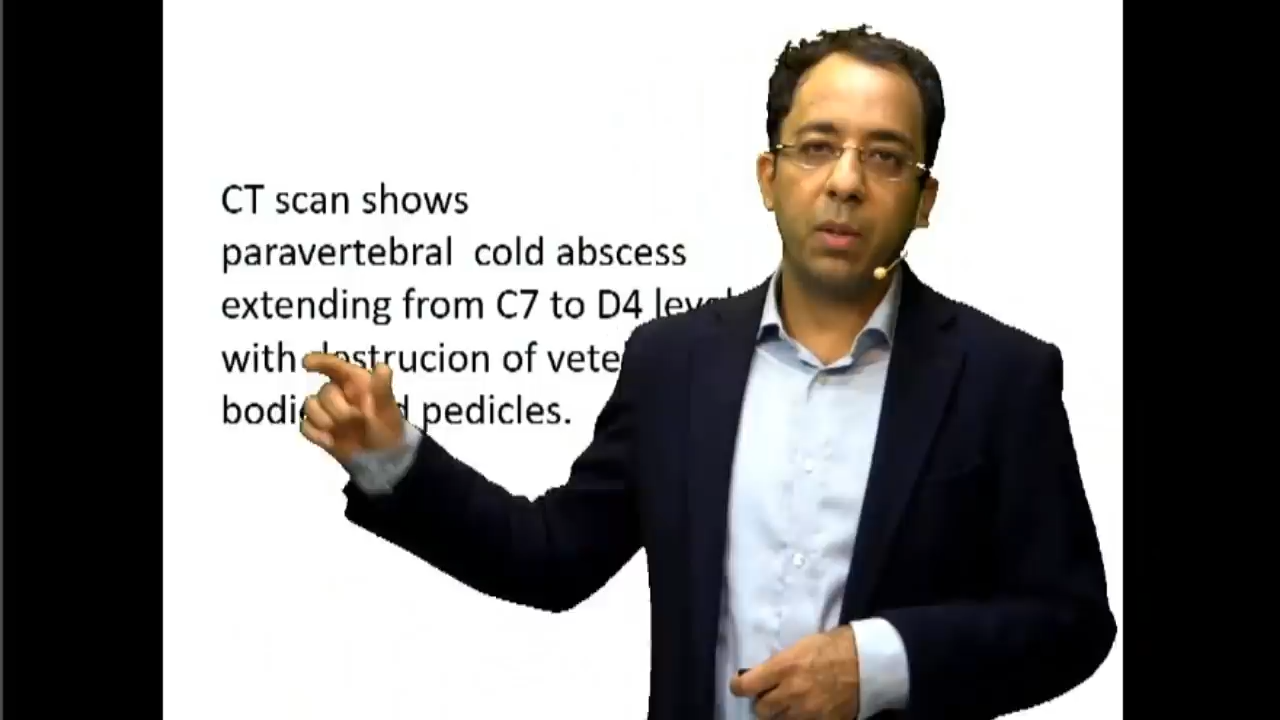 CT scan shows
paravertebral cold abscess
extending from C7 to D4
with of
pedicles.